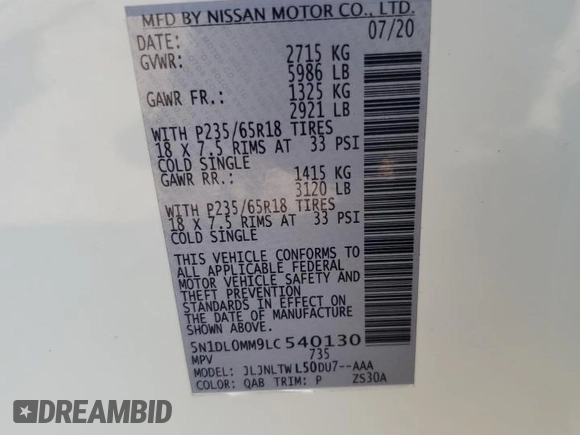 MFD BY NISSAN MOTOR CO., LTD.
DATE: 07/20
GVWR: 2715 KG
5986 LB
GAWR FR.: 1325 KG
2921 LB
WITH P235/65R18 TIRES
18 X 7.5 RIMS AT 33 PSI
COLD SINGLE
GAWR RR.: 1415 KG
3120 LB
WITH P235/65R18 TIRES
18 X 7.5 RIMS AT 33 PSI
COLD SINGLE
THIS VEHICLE CONFORMS TO
ALL APPLICABLE FEDERAL
MOTOR VEHICLE SAFETY AND
THEFT PREVENTION
STANDARDS IN EFFECT ON
THE DATE OF MANUFACTURE
SHOWN ABOVE.
5N1DL0MM9LC 540130
MPV 735
MODEL: JLJNLTW L50DU7--AAA
COLOR: QAB TRIM: P ZS30A
DREAMBID